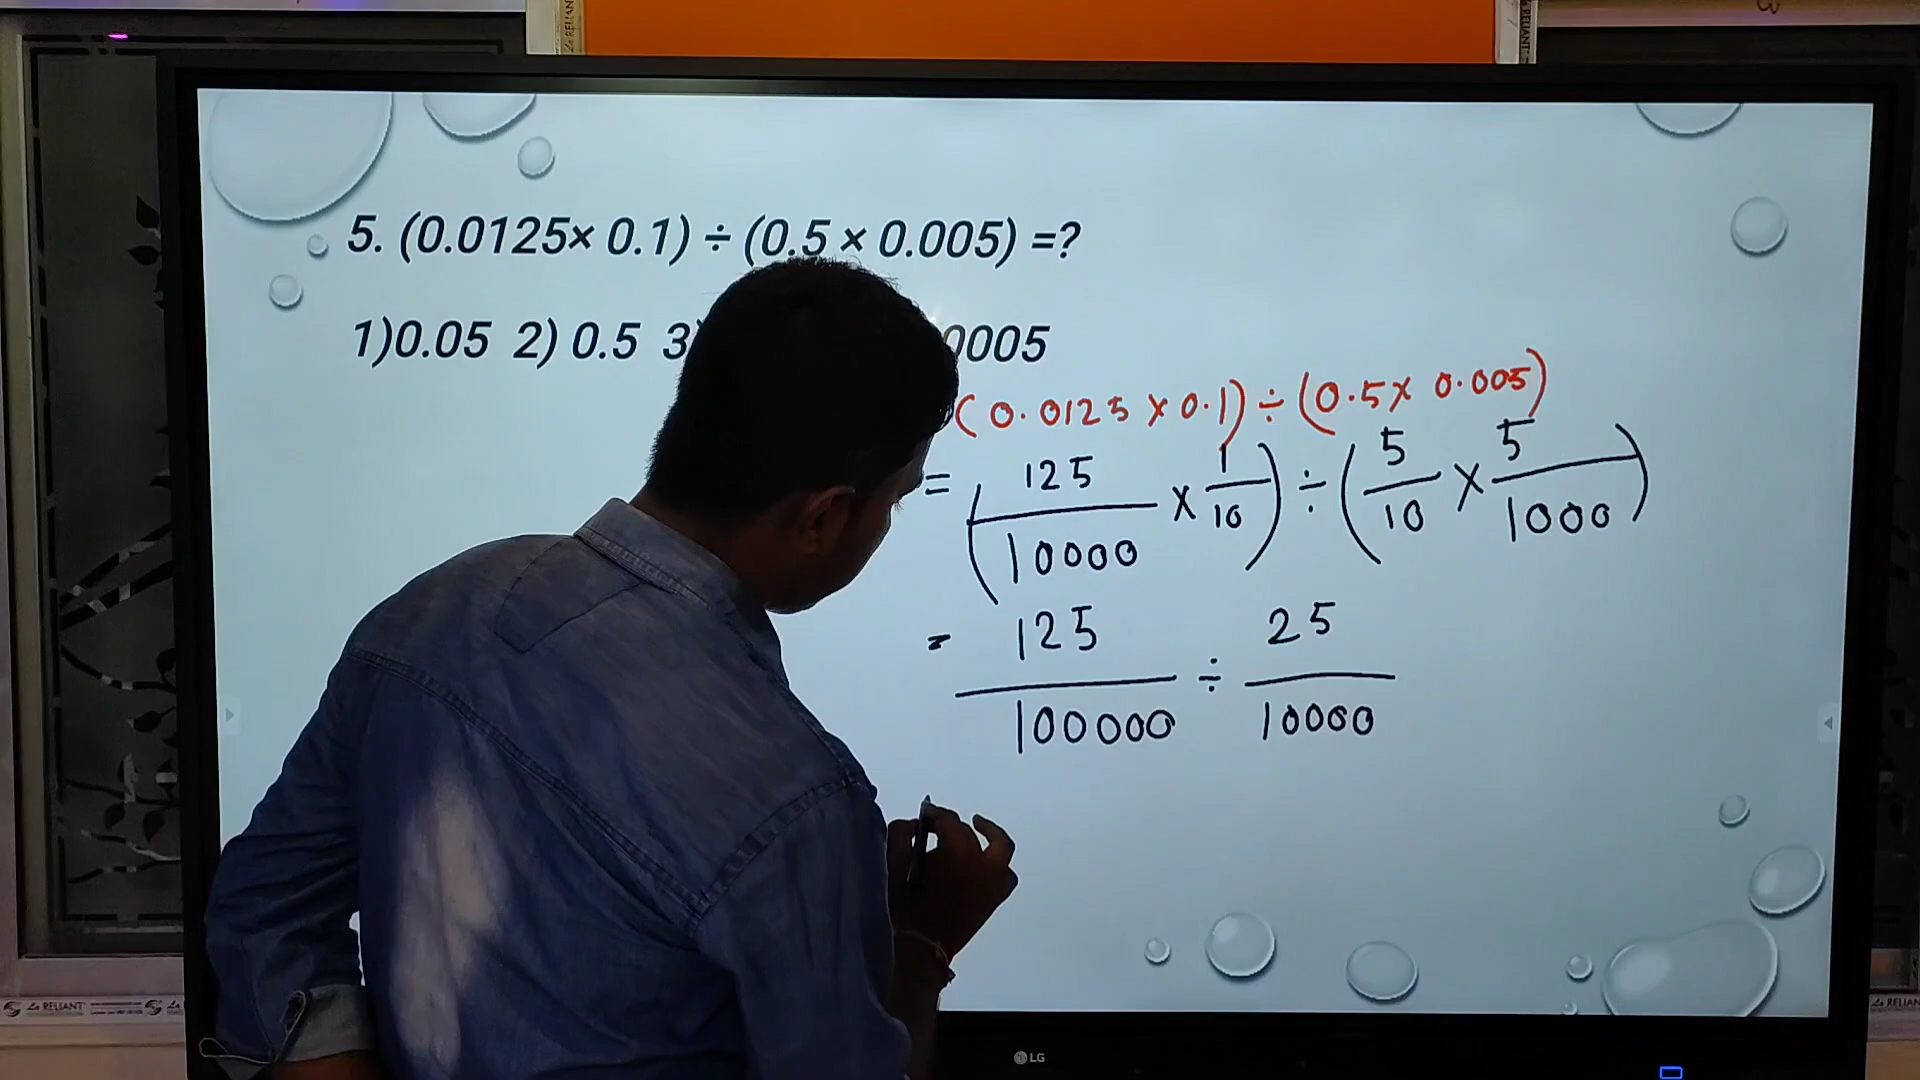 5. (0.0125× 0.1) ÷ (0.5 × 0.005) =?
1)0.05 2) 0.5 3) 0005
(0.0125 × 0.1) ÷ (0.5 × 0.005)
= (125/10000 × 1/10) ÷ (5/10 × 5/1000)
= 125/100000 ÷ 25/10000
LG
RELIANT
RELIANT
RELIANT